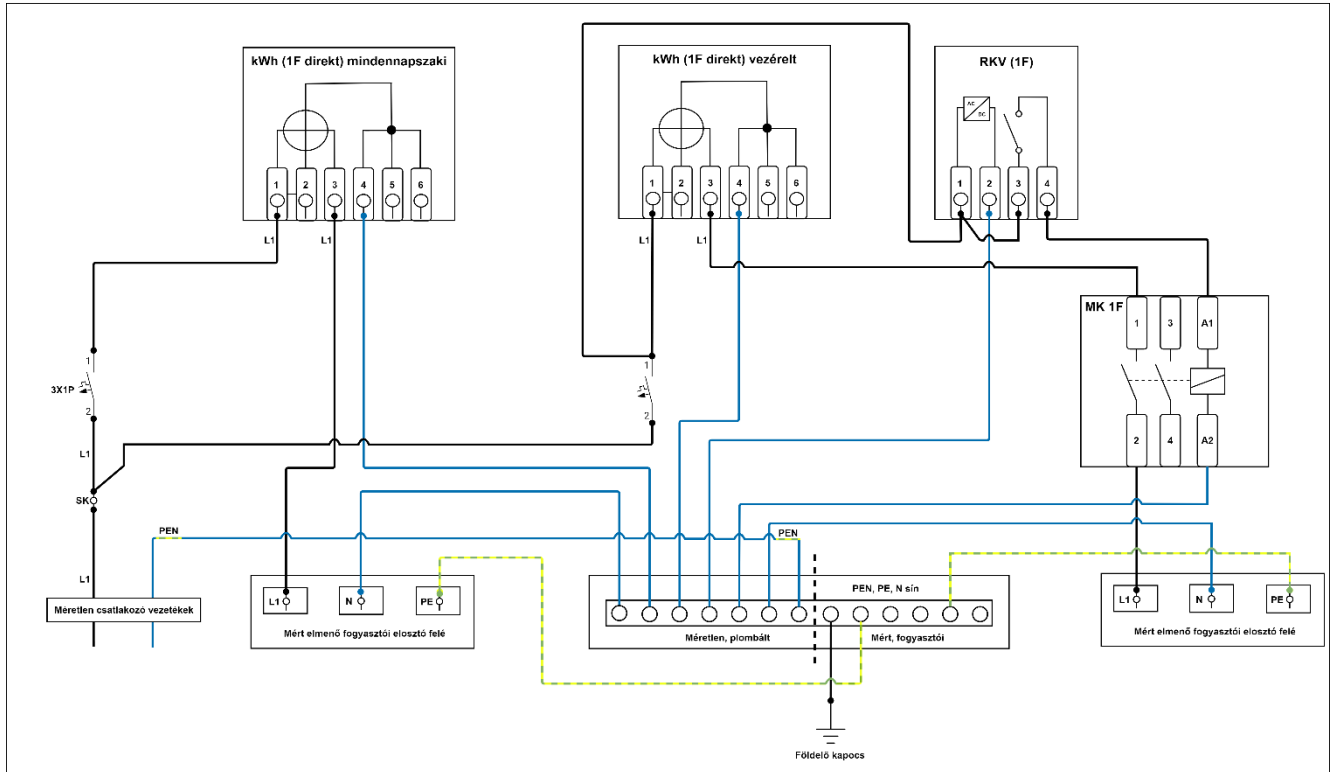 kWh (1F direkt) mindennapszaki
kWh (1F direkt) vezérelt
RKV (1F)
AC
DC
1 2 3 4 5 6
1 2 3 4 5 6
1 2 3 4
L1 L1
L1 L1
MK 1F
1 3 A1
1
3X1P
2
1
2
2 4 A2
L1
SK
PEN
PEN
L1
PEN, PE, N sín
Méretlen csatlakozó vezetékek
L1 N PE
L1 N PE
Mért elmenő fogyasztói elosztó felé
Méretlen, plombált
Mért, fogyasztói
Mért elmenő fogyasztói elosztó felé
Földelő kapocs